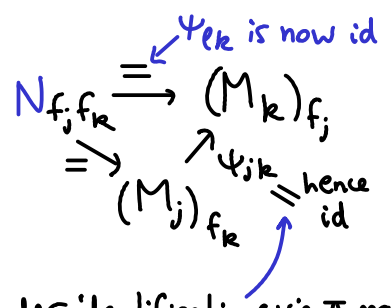 ψ_{ℓk} is now id
=
N_{f_j f_k} → (M_k)_{f_j}
= ψ_{jk} = hence
(M_j)_{f_k} id